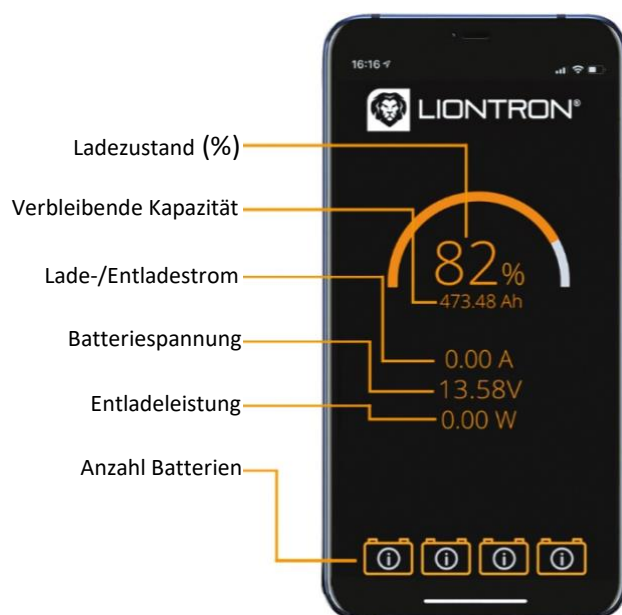 16:16
LIONTRON®
Ladezustand (%)
Verbleibende Kapazität
Lade-/Entladestrom
Batteriespannung
Entladeleistung
Anzahl Batterien
82%
473.48 Ah
0.00 A
13.58V
0.00 W
i i i i